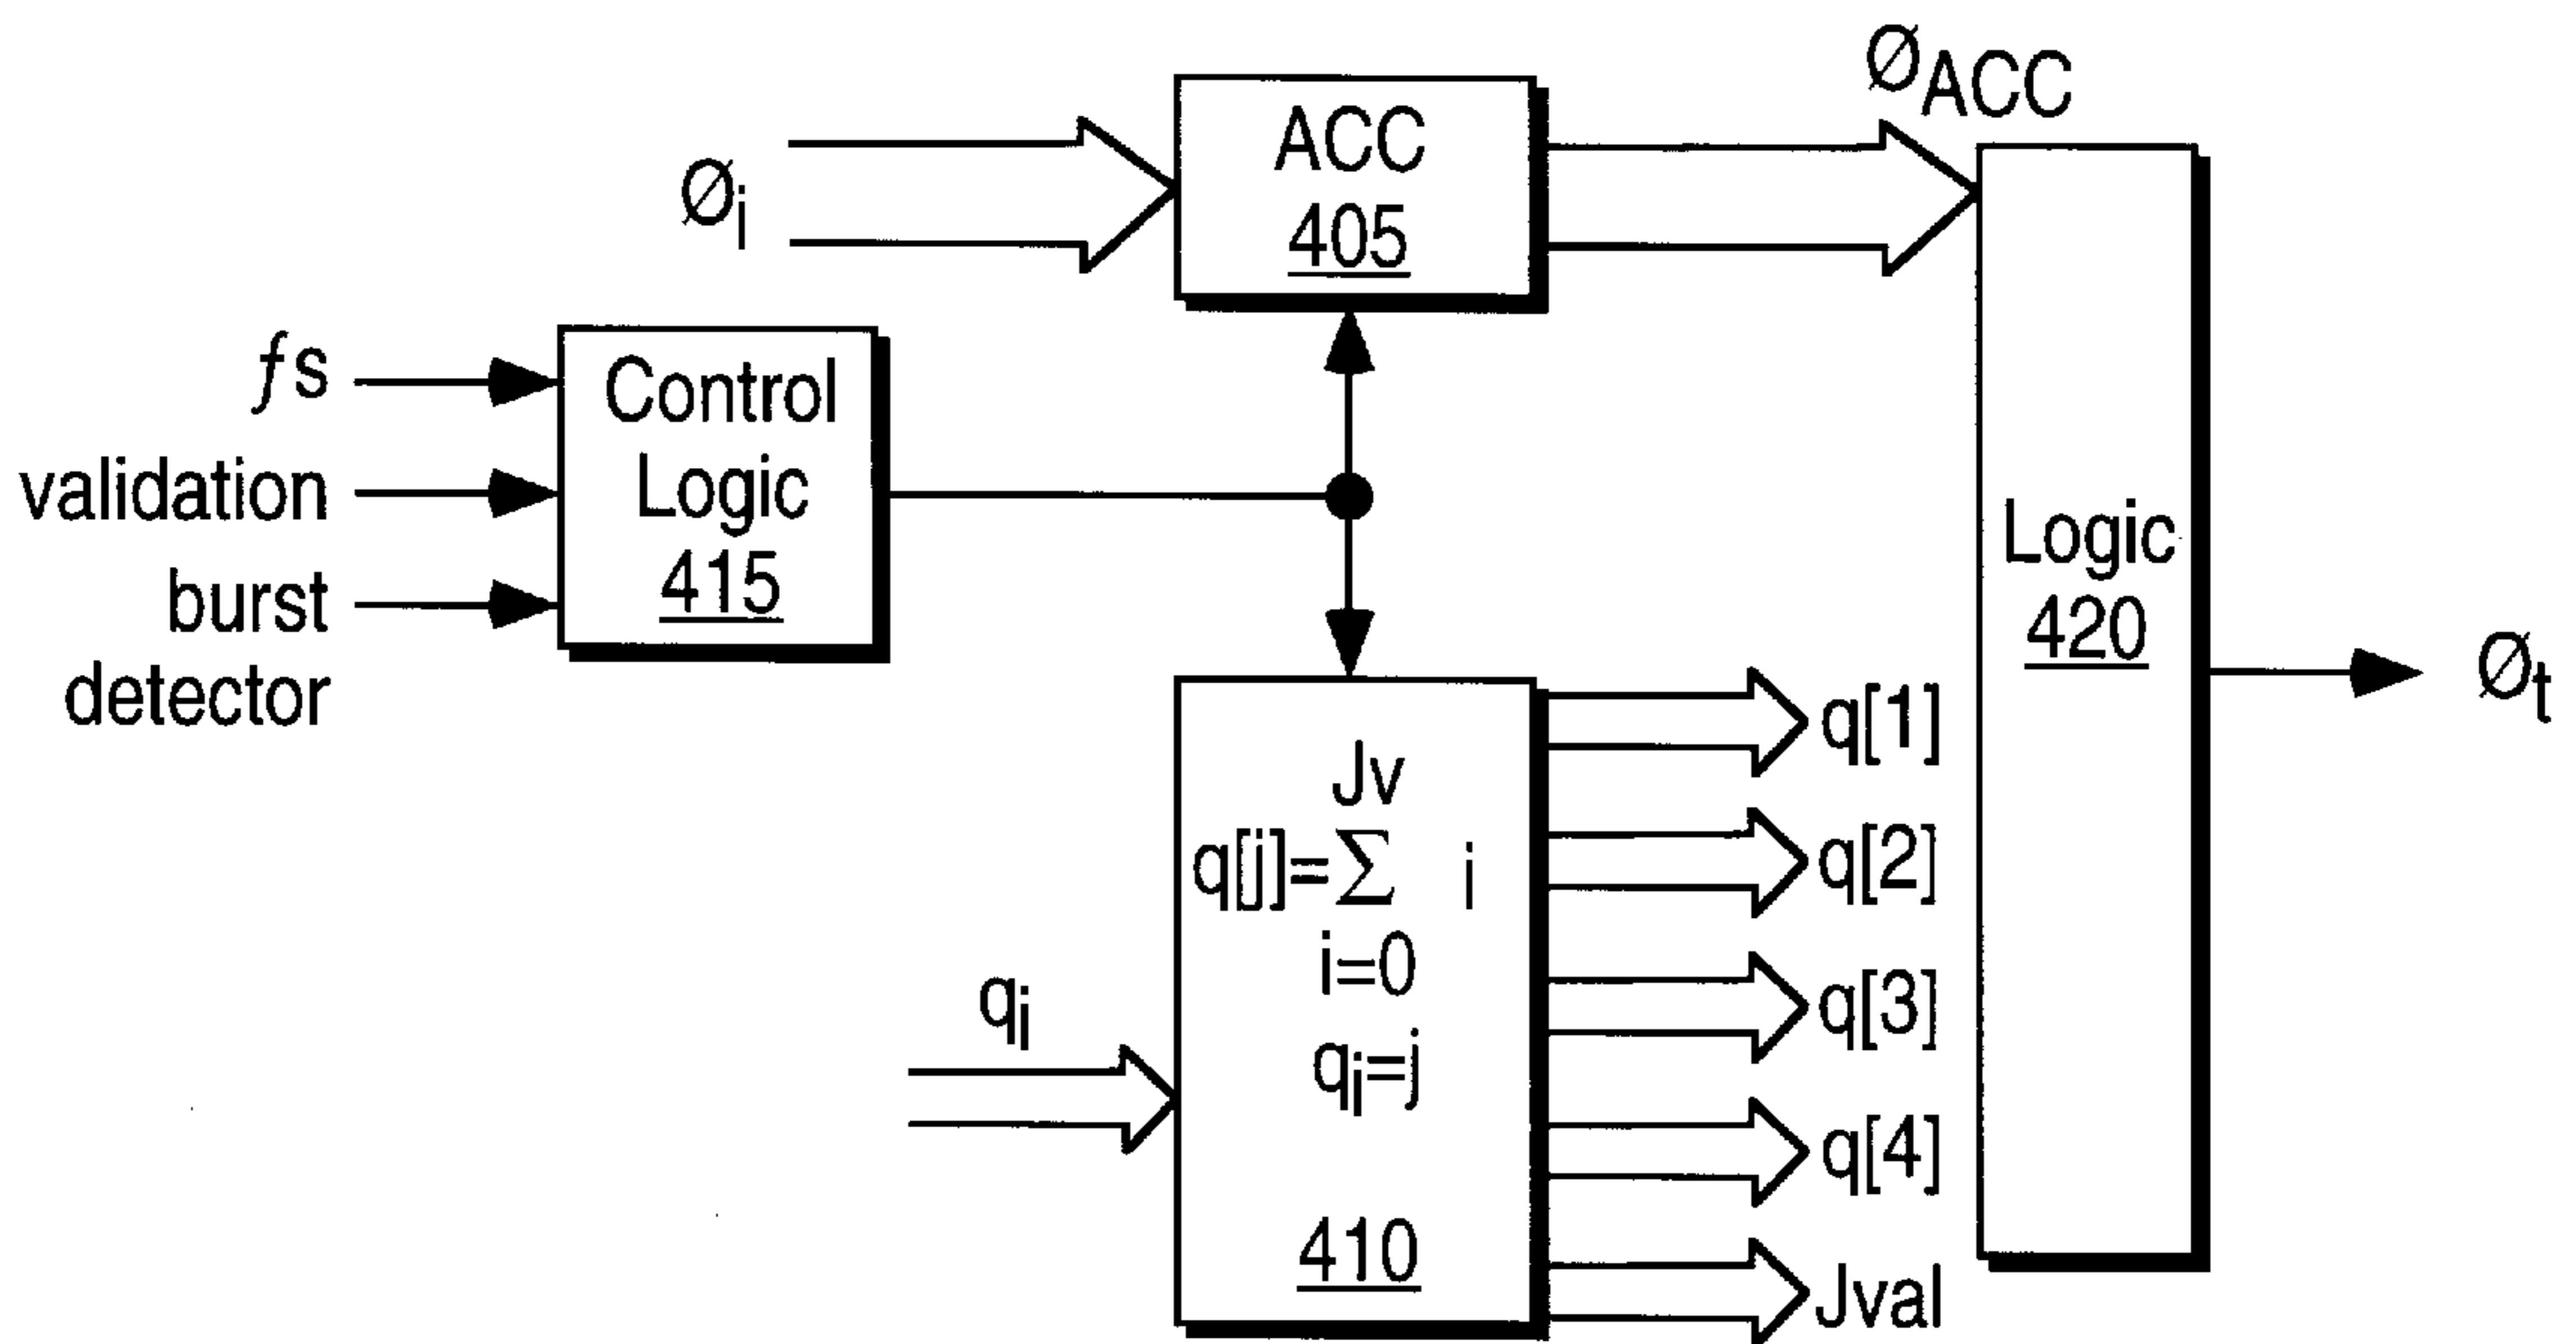 ØACC
ACC
405
Øi
ƒs
validation
burst
detector
Control
Logic
415
Logic
420
Øt
Jv
q[j]=Σ i
i=0
qi=j
410
qi
q[1]
q[2]
q[3]
q[4]
Jval